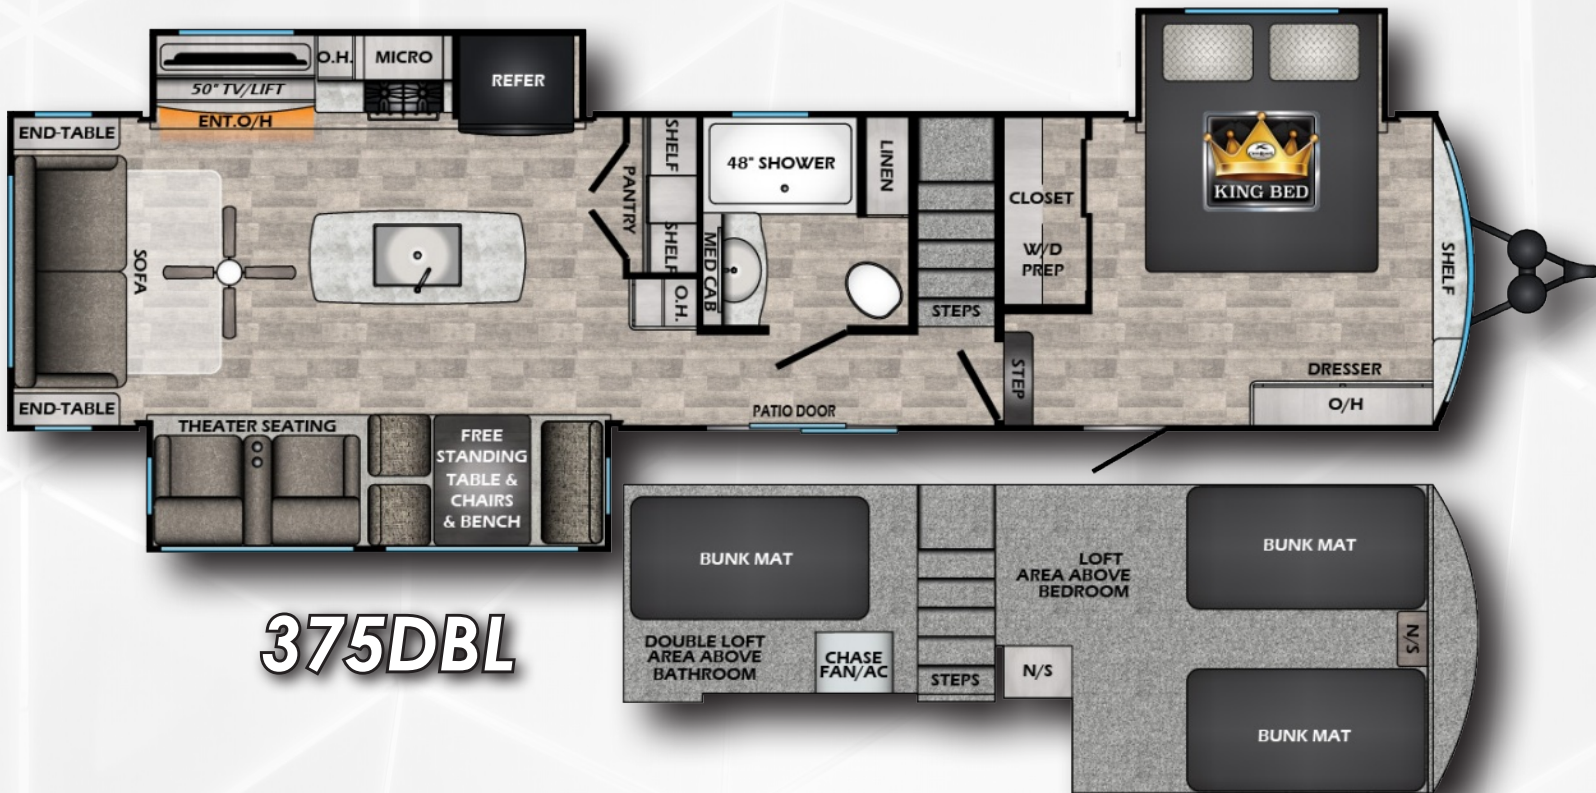 O.H.
MICRO
REFER
50" TV/LIFT
ENT.O/H
END-TABLE
SHELF
PANTRY
SHELF
48" SHOWER
LINEN
CLOSET
W/D
PREP
KING BED
SOFA
MED CAB
O.H.
STEPS
SHELF
STEP
DRESSER
O/H
END-TABLE
PATIO DOOR
THEATER SEATING
FREE
STANDING
TABLE &
CHAIRS
& BENCH
BUNK MAT
LOFT
AREA ABOVE
BEDROOM
BUNK MAT
375DBL
DOUBLE LOFT
AREA ABOVE
BATHROOM
CHASE
FAN/AC
STEPS
N/S
N/S
BUNK MAT